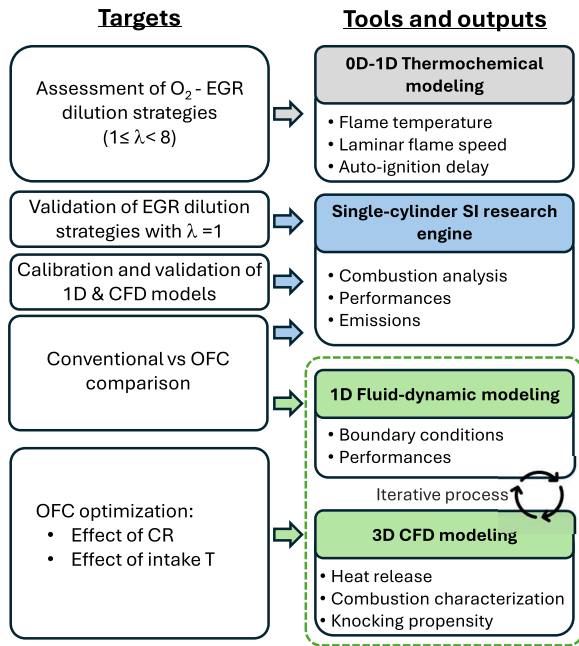 Targets
Assessment of O₂ - EGR
dilution strategies
(1≤ λ< 8)
Validation of EGR dilution
strategies with λ =1
Calibration and validation of
1D & CFD models
Conventional vs OFC
comparison
OFC optimization:
• Effect of CR
• Effect of intake T
Tools and outputs
0D-1D Thermochemical
modeling
• Flame temperature
• Laminar flame speed
• Auto-ignition delay
Single-cylinder SI research
engine
• Combustion analysis
• Performances
• Emissions
1D Fluid-dynamic modeling
• Boundary conditions
• Performances
Iterative process
3D CFD modeling
• Heat release
• Combustion characterization
• Knocking propensity